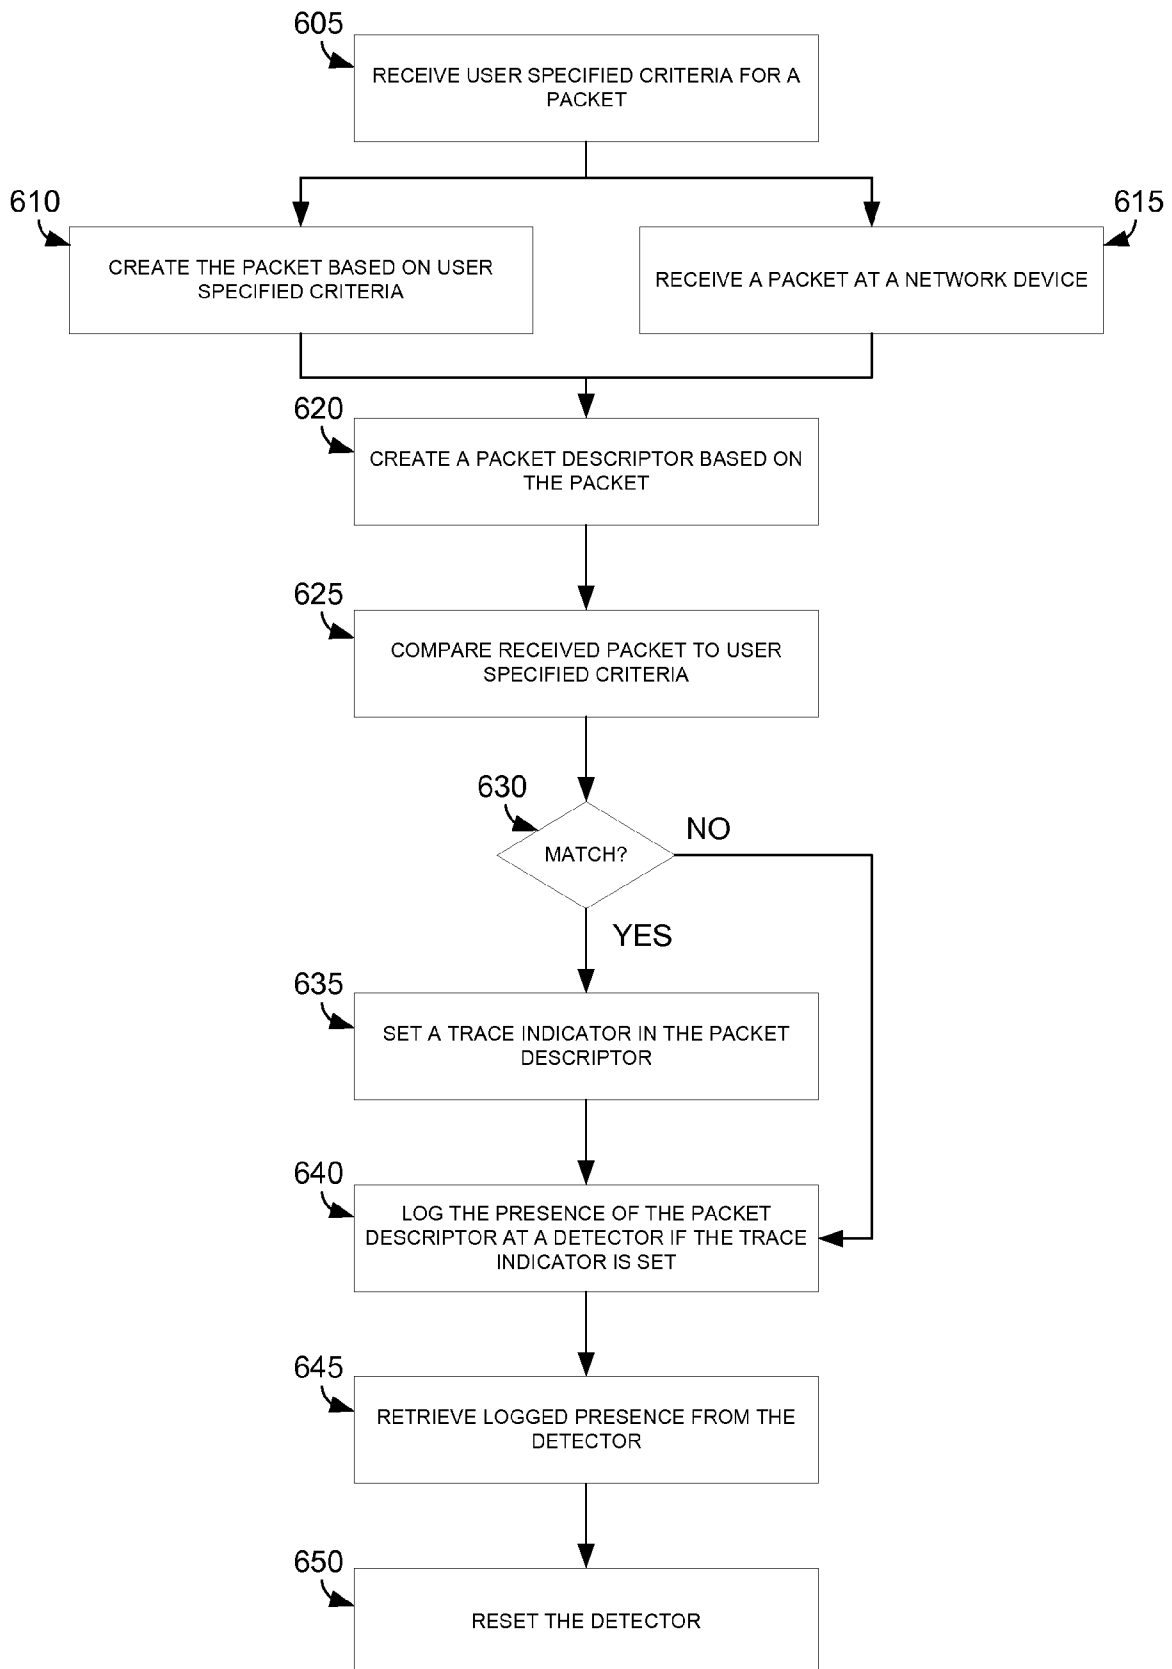 605
RECEIVE USER SPECIFIED CRITERIA FOR A
PACKET
610
CREATE THE PACKET BASED ON USER
SPECIFIED CRITERIA
615
RECEIVE A PACKET AT A NETWORK DEVICE
620
CREATE A PACKET DESCRIPTOR BASED ON
THE PACKET
625
COMPARE RECEIVED PACKET TO USER
SPECIFIED CRITERIA
630
MATCH?
NO
YES
635
SET A TRACE INDICATOR IN THE PACKET
DESCRIPTOR
640
LOG THE PRESENCE OF THE PACKET
DESCRIPTOR AT A DETECTOR IF THE TRACE
INDICATOR IS SET
645
RETRIEVE LOGGED PRESENCE FROM THE
DETECTOR
650
RESET THE DETECTOR